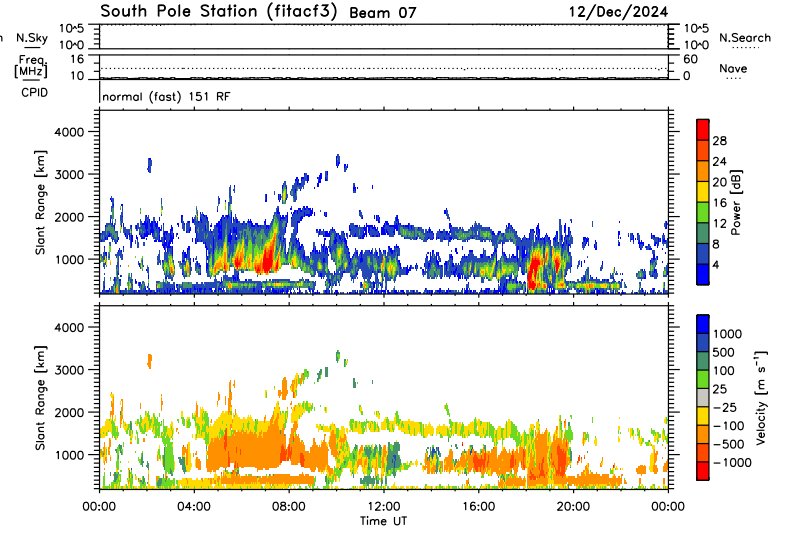 South Pole Station (fitacf3) Beam 07 12/Dec/2024
n N.Sky 10^5 10^5 N.Search
10^0 10^0
Freq. 16 60 Nave
[MHz] 10 0
CPID
normal (fast) 151 RF
4000
3000
2000
1000
Slant Range [km]
28
24
20
16
12
8
4
Power [dB]
4000
3000
2000
1000
Slant Range [km]
1000
500
100
25
-25
-100
-500
-1000
Velocity [m s⁻¹]
00:00 04:00 08:00 12:00 16:00 20:00 00:00
Time UT